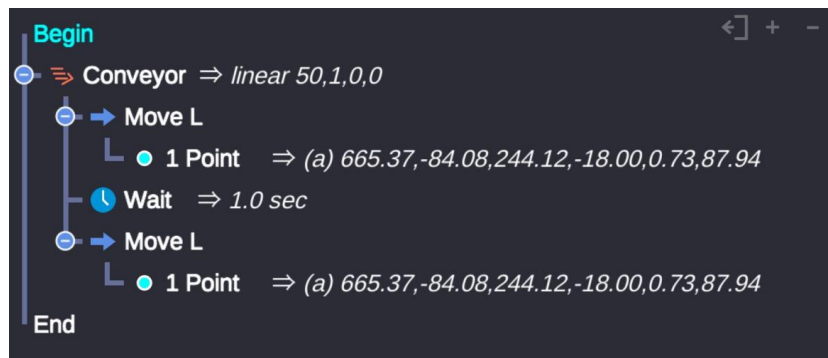 Begin
Conveyor ⇒ linear 50,1,0,0
Move L
1 Point ⇒ (a) 665.37,-84.08,244.12,-18.00,0.73,87.94
Wait ⇒ 1.0 sec
Move L
1 Point ⇒ (a) 665.37,-84.08,244.12,-18.00,0.73,87.94
End